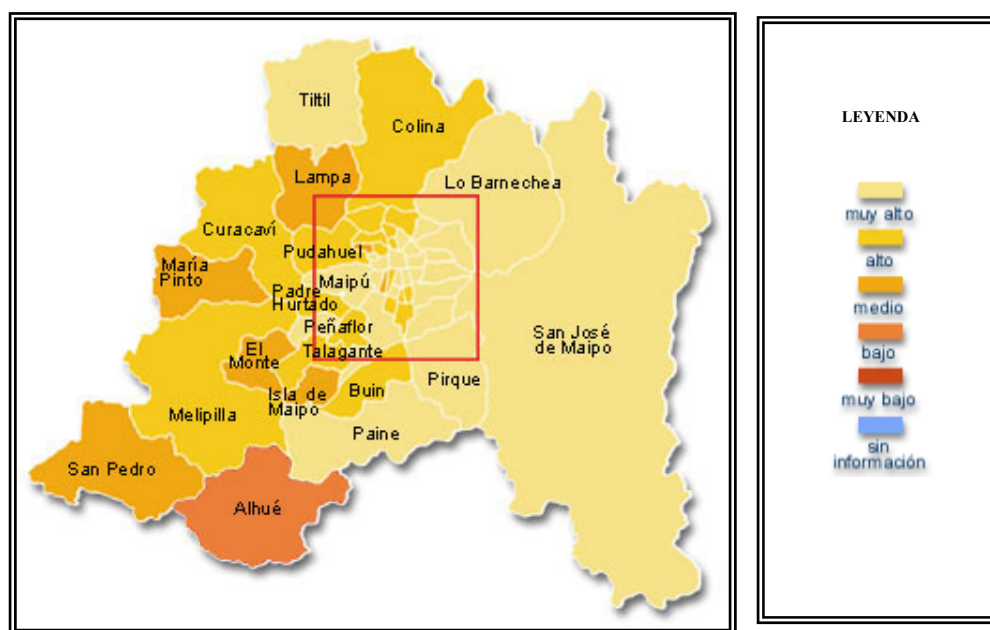 Tiltil
Colina
Lampa
Lo Barnechea
Curacaví
Pudahuel
María
Pinto
Maipú
Padre
Hurtado
Peñaflor
San José
de Maipo
El
Monte
Talagante
Pirque
Isla de
Maipo
Buin
Melipilla
Paine
San Pedro
Alhué
LEYENDA
muy alto
alto
medio
bajo
muy bajo
sin
información